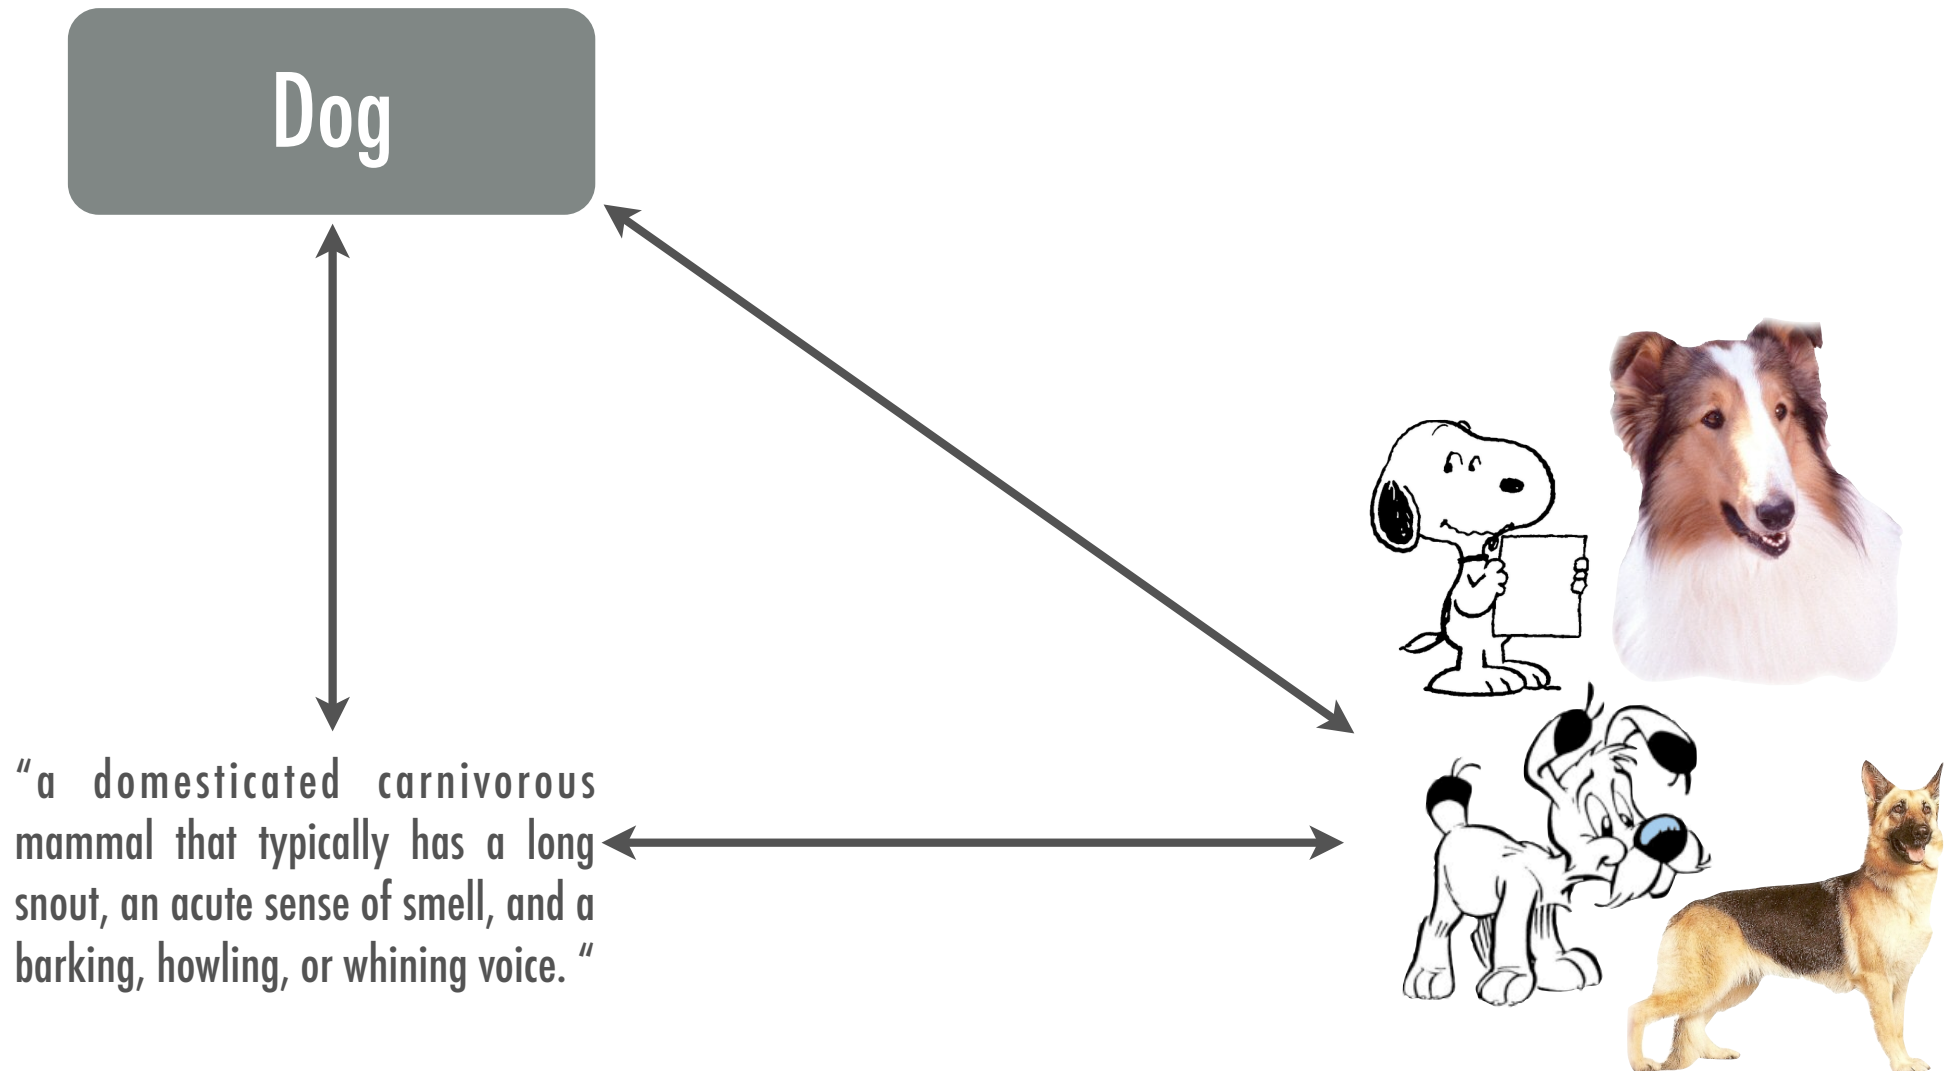 Dog
“a domesticated carnivorous
mammal that typically has a long
snout, an acute sense of smell, and a
barking, howling, or whining voice. “